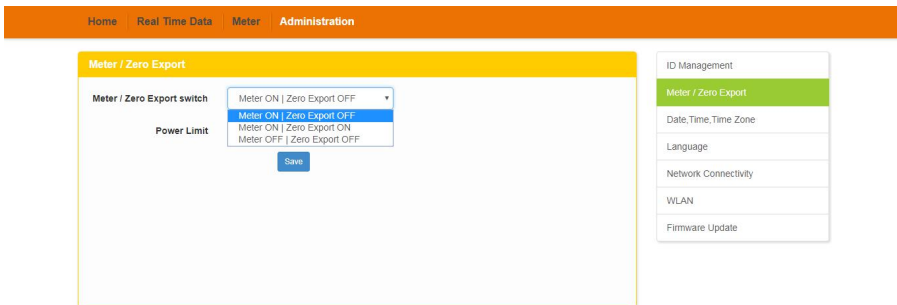 Home Real Time Data Meter Administration
Meter / Zero Export
Meter / Zero Export switch Meter ON | Zero Export OFF
Meter ON | Zero Export OFF
Meter ON | Zero Export ON
Power Limit
Meter OFF | Zero Export OFF
Save
ID Management
Meter / Zero Export
Date,Time,Time Zone
Language
Network Connectivity
WLAN
Firmware Update